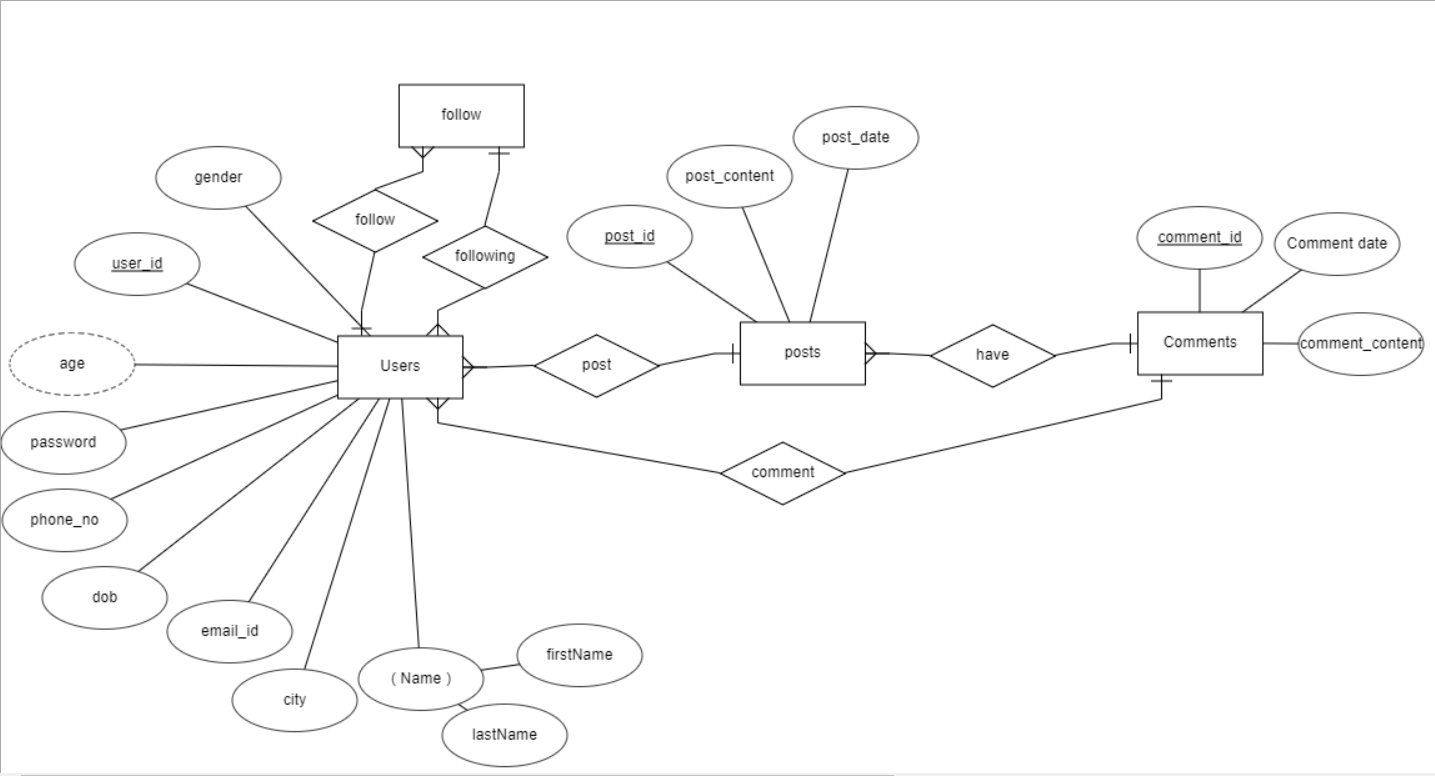 follow
post_date
gender
post_content
follow
post_id
comment_id
Comment date
following
user_id
age
Users
post
posts
have
Comments
comment_content
password
comment
phone_no
dob
email_id
firstName
( Name )
city
lastName